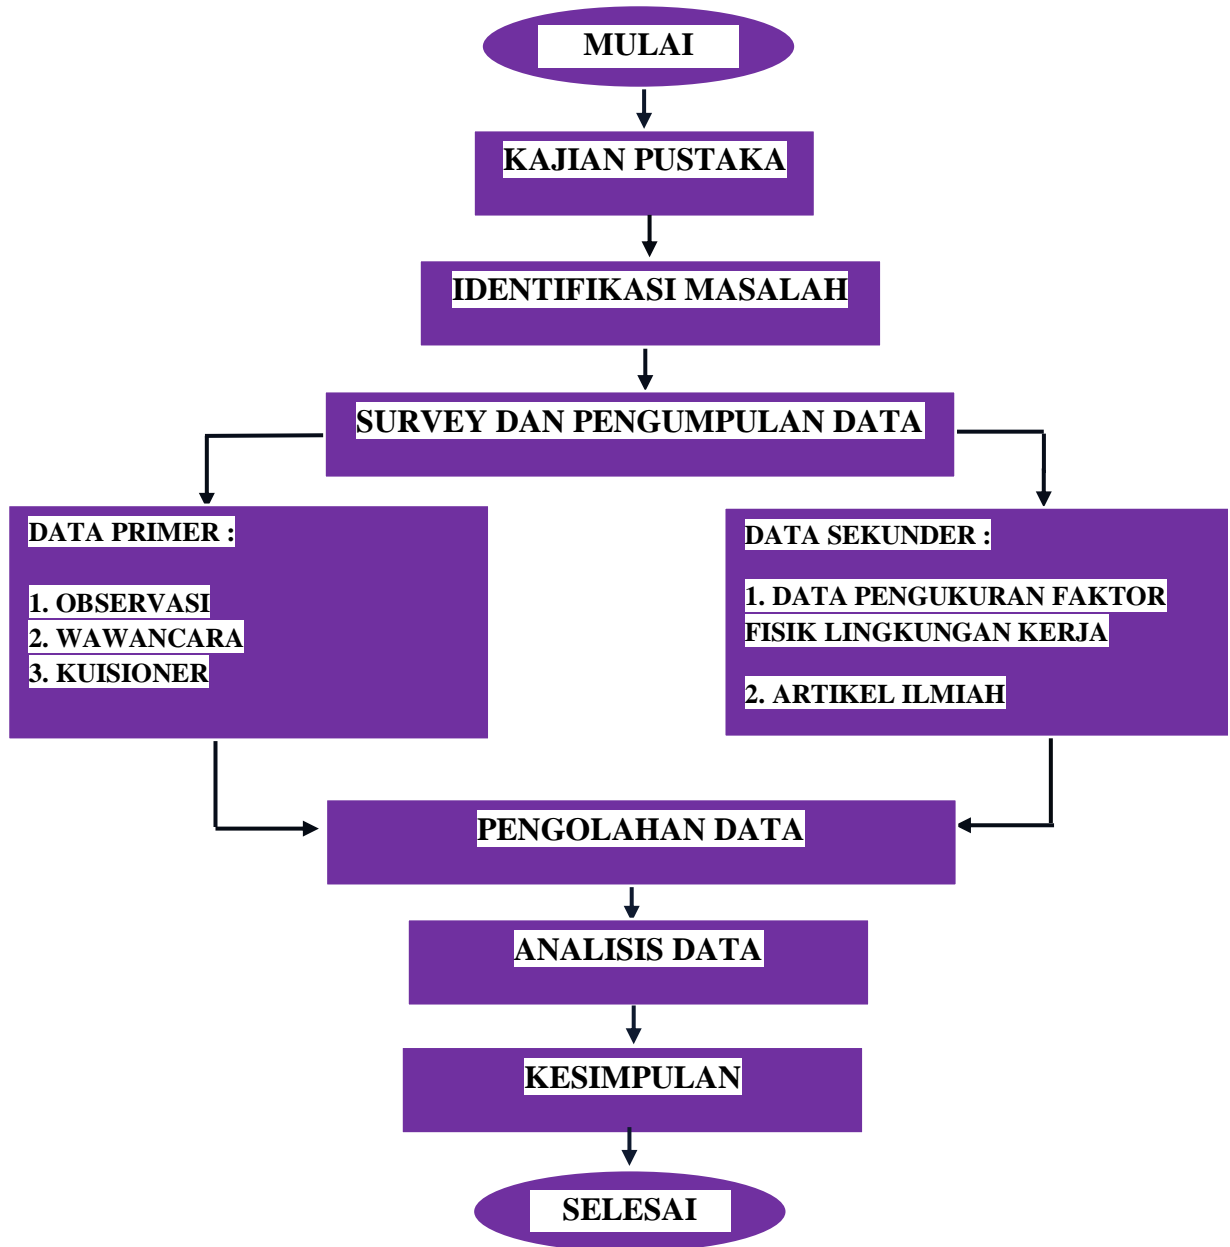 MULAI
KAJIAN PUSTAKA
IDENTIFIKASI MASALAH
SURVEY DAN PENGUMPULAN DATA
DATA PRIMER :
1. OBSERVASI
2. WAWANCARA
3. KUISIONER
DATA SEKUNDER :
1. DATA PENGUKURAN FAKTOR
FISIK LINGKUNGAN KERJA
2. ARTIKEL ILMIAH
PENGOLAHAN DATA
ANALISIS DATA
KESIMPULAN
SELESAI